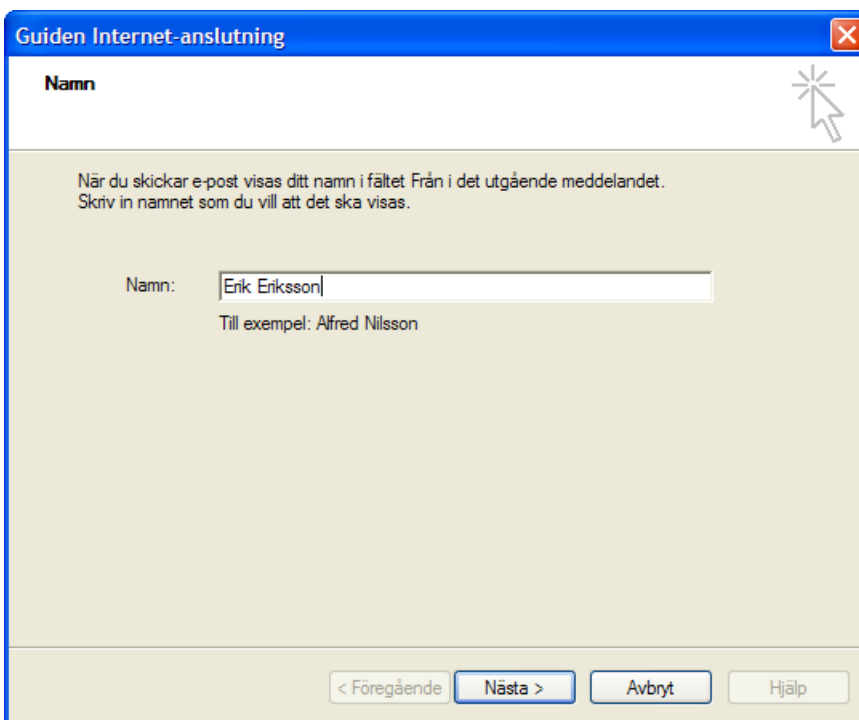 Guiden Internet-anslutning
Namn
När du skickar e-post visas ditt namn i fältet Från i det utgående meddelandet.
Skriv in namnet som du vill att det ska visas.
Namn: Erik Eriksson
Till exempel: Alfred Nilsson
< Föregående Nästa > Avbryt Hjälp